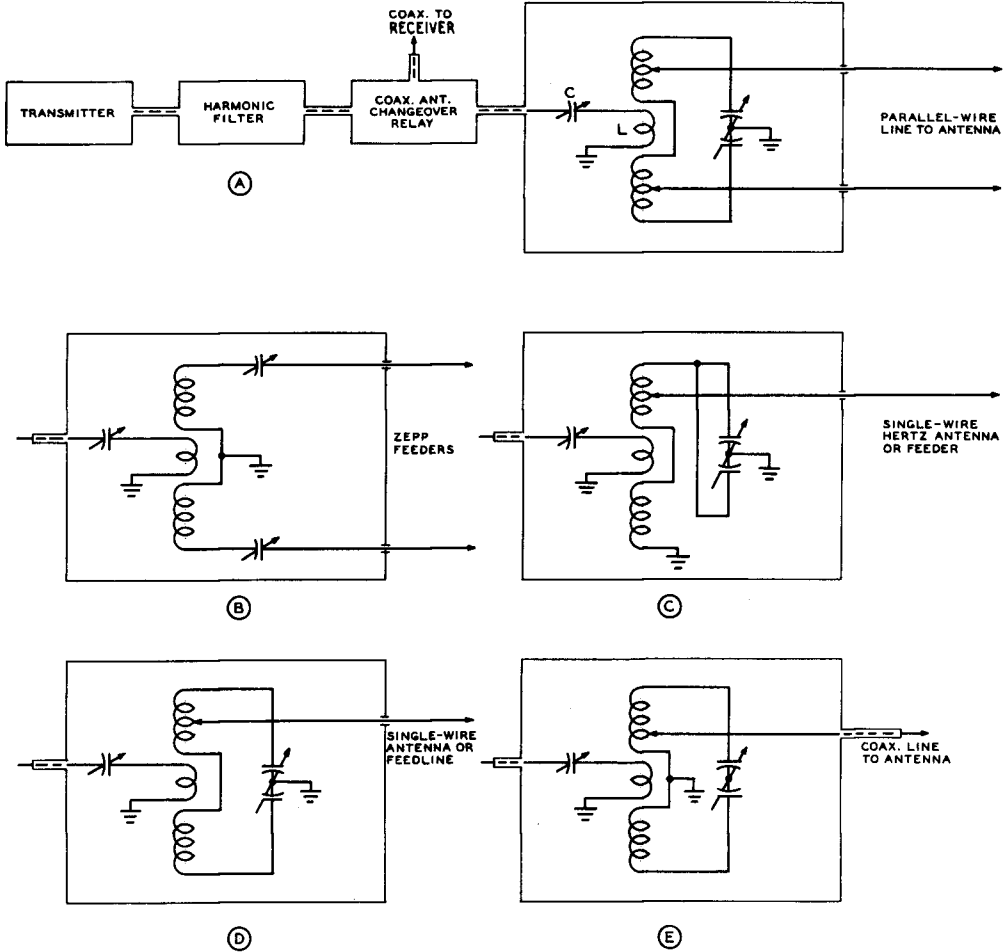 COAX. TO
RECEIVER
TRANSMITTER
HARMONIC
FILTER
COAX. ANT.
CHANGEOVER
RELAY
C
L
PARALLEL-WIRE
LINE TO ANTENNA
A
ZEPP
FEEDERS
B
SINGLE-WIRE
HERTZ ANTENNA
OR FEEDER
C
SINGLE-WIRE
ANTENNA OR
FEEDLINE
D
COAX. LINE
TO ANTENNA
E